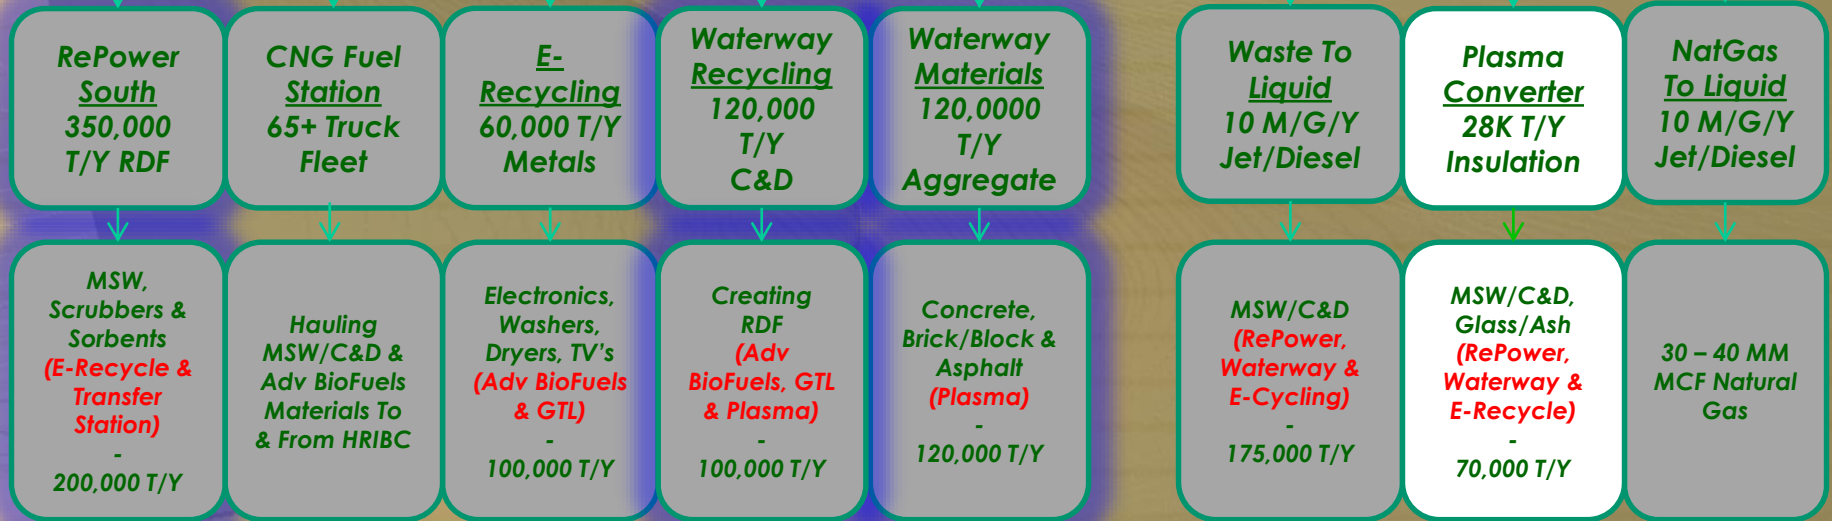 RePower
South
350,000
T/Y RDF
CNG Fuel
Station
65+ Truck
Fleet
E-
Recycling
60,000 T/Y
Metals
Waterway
Recycling
120,000
T/Y
C&D
Waterway
Materials
120,0000
T/Y
Aggregate
Waste To
Liquid
10 M/G/Y
Jet/Diesel
Plasma
Converter
28K T/Y
Insulation
NatGas
To Liquid
10 M/G/Y
Jet/Diesel
MSW,
Scrubbers &
Sorbents
(E-Recycle &
Transfer
Station)
-
200,000 T/Y
Hauling
MSW/C&D &
Adv BioFuels
Materials To
& From HRIBC
Electronics,
Washers,
Dryers, TV's
(Adv BioFuels
& GTL)
-
100,000 T/Y
Creating
RDF
(Adv
BioFuels, GTL
& Plasma)
-
100,000 T/Y
Concrete,
Brick/Block &
Asphalt
(Plasma)
-
120,000 T/Y
MSW/C&D
(RePower,
Waterway &
E-Cycling)
-
175,000 T/Y
MSW/C&D,
Glass/Ash
(RePower,
Waterway &
E-Recycle)
-
70,000 T/Y
30 – 40 MM
MCF Natural
Gas